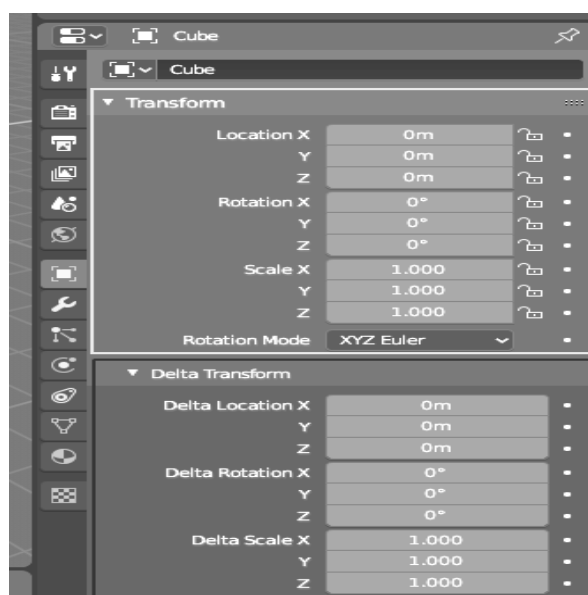 Cube
Cube
Transform
Location X 0m
Y 0m
Z 0m
Rotation X 0°
Y 0°
Z 0°
Scale X 1.000
Y 1.000
Z 1.000
Rotation Mode XYZ Euler
Delta Transform
Delta Location X 0m
Y 0m
Z 0m
Delta Rotation X 0°
Y 0°
Z 0°
Delta Scale X 1.000
Y 1.000
Z 1.000